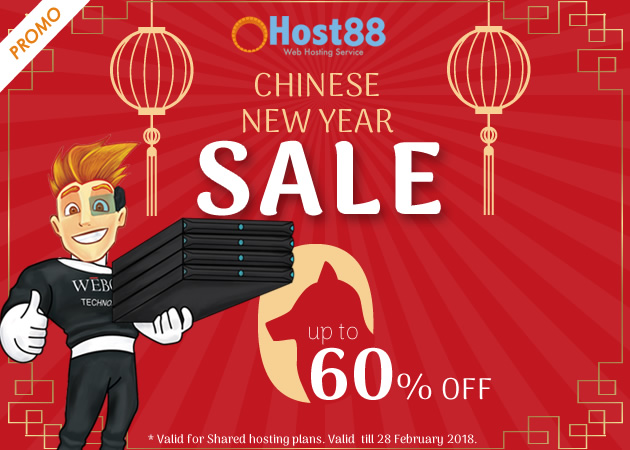 PROMO
Host88
Web Hosting Service
CHINESE
NEW YEAR
SALE
TECHNO
up to
60% OFF
* Valid for Shared hosting plans. Valid till 28 February 2018.